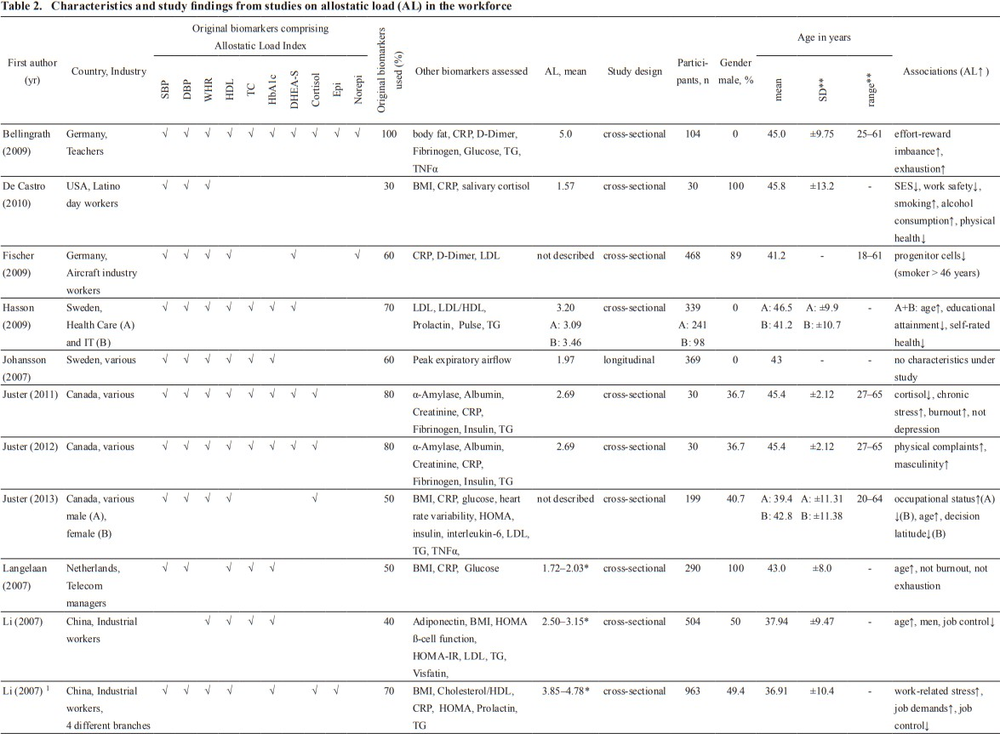 Table 2. Characteristics and study findings from studies on allostatic load (AL) in the workforce
First author (yr) | Country, Industry | Original biomarkers comprising Allostatic Load Index: SBP | DBP | WHR | HDL | TC | HbA1c | DHEA-S | Cortisol | Epi | Norepi | Original biomarkers used (%) | Other biomarkers assessed | AL, mean | Study design | Partici-pants, n | Gender male, % | Age in years: mean | SD** | range** | Associations (AL↑)
Bellingrath (2009) | Germany, Teachers | √ | √ | √ | √ | √ | √ | √ | √ | √ | √ | 100 | body fat, CRP, D-Dimer, Fibrinogen, Glucose, TG, TNFα | 5.0 | cross-sectional | 104 | 0 | 45.0 | ±9.75 | 25–61 | effort-reward imbaance↑, exhaustion↑
De Castro (2010) | USA, Latino day workers | √ | √ | √ | | | | | | | | 30 | BMI, CRP, salivary cortisol | 1.57 | cross-sectional | 30 | 100 | 45.8 | ±13.2 | - | SES↓, work safety↓, smoking↑, alcohol consumption↑, physical health↓
Fischer (2009) | Germany, Aircraft industry workers | √ | √ | √ | √ | | | √ | | | √ | 60 | CRP, D-Dimer, LDL | not described | cross-sectional | 468 | 89 | 41.2 | - | 18–61 | progenitor cells↓ (smoker > 46 years)
Hasson (2009) | Sweden, Health Care (A) and IT (B) | √ | √ | √ | √ | √ | √ | √ | | | | 70 | LDL, LDL/HDL, Prolactin, Pulse, TG | 3.20 A: 3.09 B: 3.46 | cross-sectional | 339 A: 241 B: 98 | 0 | A: 46.5 B: 41.2 | A: ±9.9 B: ±10.7 | - | A+B: age↑, educational attainment↓, self-rated health↓
Johansson (2007) | Sweden, various | √ | √ | √ | √ | √ | √ | | | | | 60 | Peak expiratory airflow | 1.97 | longitudinal | 369 | 0 | 43 | - | - | no characteristics under study
Juster (2011) | Canada, various | √ | √ | √ | √ | √ | √ | √ | √ | | | 80 | α-Amylase, Albumin, Creatinine, CRP, Fibrinogen, Insulin, TG | 2.69 | cross-sectional | 30 | 36.7 | 45.4 | ±2.12 | 27–65 | cortisol↓, chronic stress↑, burnout↑, not depression
Juster (2012) | Canada, various | √ | √ | √ | √ | √ | √ | √ | √ | | | 80 | α-Amylase, Albumin, Creatinine, CRP, Fibrinogen, Insulin, TG | 2.69 | cross-sectional | 30 | 36.7 | 45.4 | ±2.12 | 27–65 | physical complaints↑, masculinity↑
Juster (2013) | Canada, various male (A), female (B) | √ | √ | √ | √ | | | | √ | | | 50 | BMI, CRP, glucose, heart rate variability, HOMA, insulin, interleukin-6, LDL, TG, TNFα, | not described | cross-sectional | 199 | 40.7 | A: 39.4 B: 42.8 | A: ±11.31 B: ±11.38 | 20–64 | occupational status↑(A) ↓(B), age↑, decision latitude↓(B)
Langelaan (2007) | Netherlands, Telecom managers | √ | √ | | √ | √ | √ | | | | | 50 | BMI, CRP, Glucose | 1.72–2.03* | cross-sectional | 290 | 100 | 43.0 | ±8.0 | - | age↑, not burnout, not exhaustion
Li (2007) | China, Industrial workers | | | √ | √ | √ | √ | | | | | 40 | Adiponectin, BMI, HOMA ß-cell function, HOMA-IR, LDL, TG, Visfatin, | 2.50–3.15* | cross-sectional | 504 | 50 | 37.94 | ±9.47 | - | age↑, men, job control↓
Li (2007) 1 | China, Industrial workers, 4 different branches | √ | √ | √ | √ | | √ | | √ | √ | | 70 | BMI, Cholesterol/HDL, CRP, HOMA, Prolactin, TG | 3.85–4.78* | cross-sectional | 963 | 49.4 | 36.91 | ±10.4 | - | work-related stress↑, job demands↑, job control↓